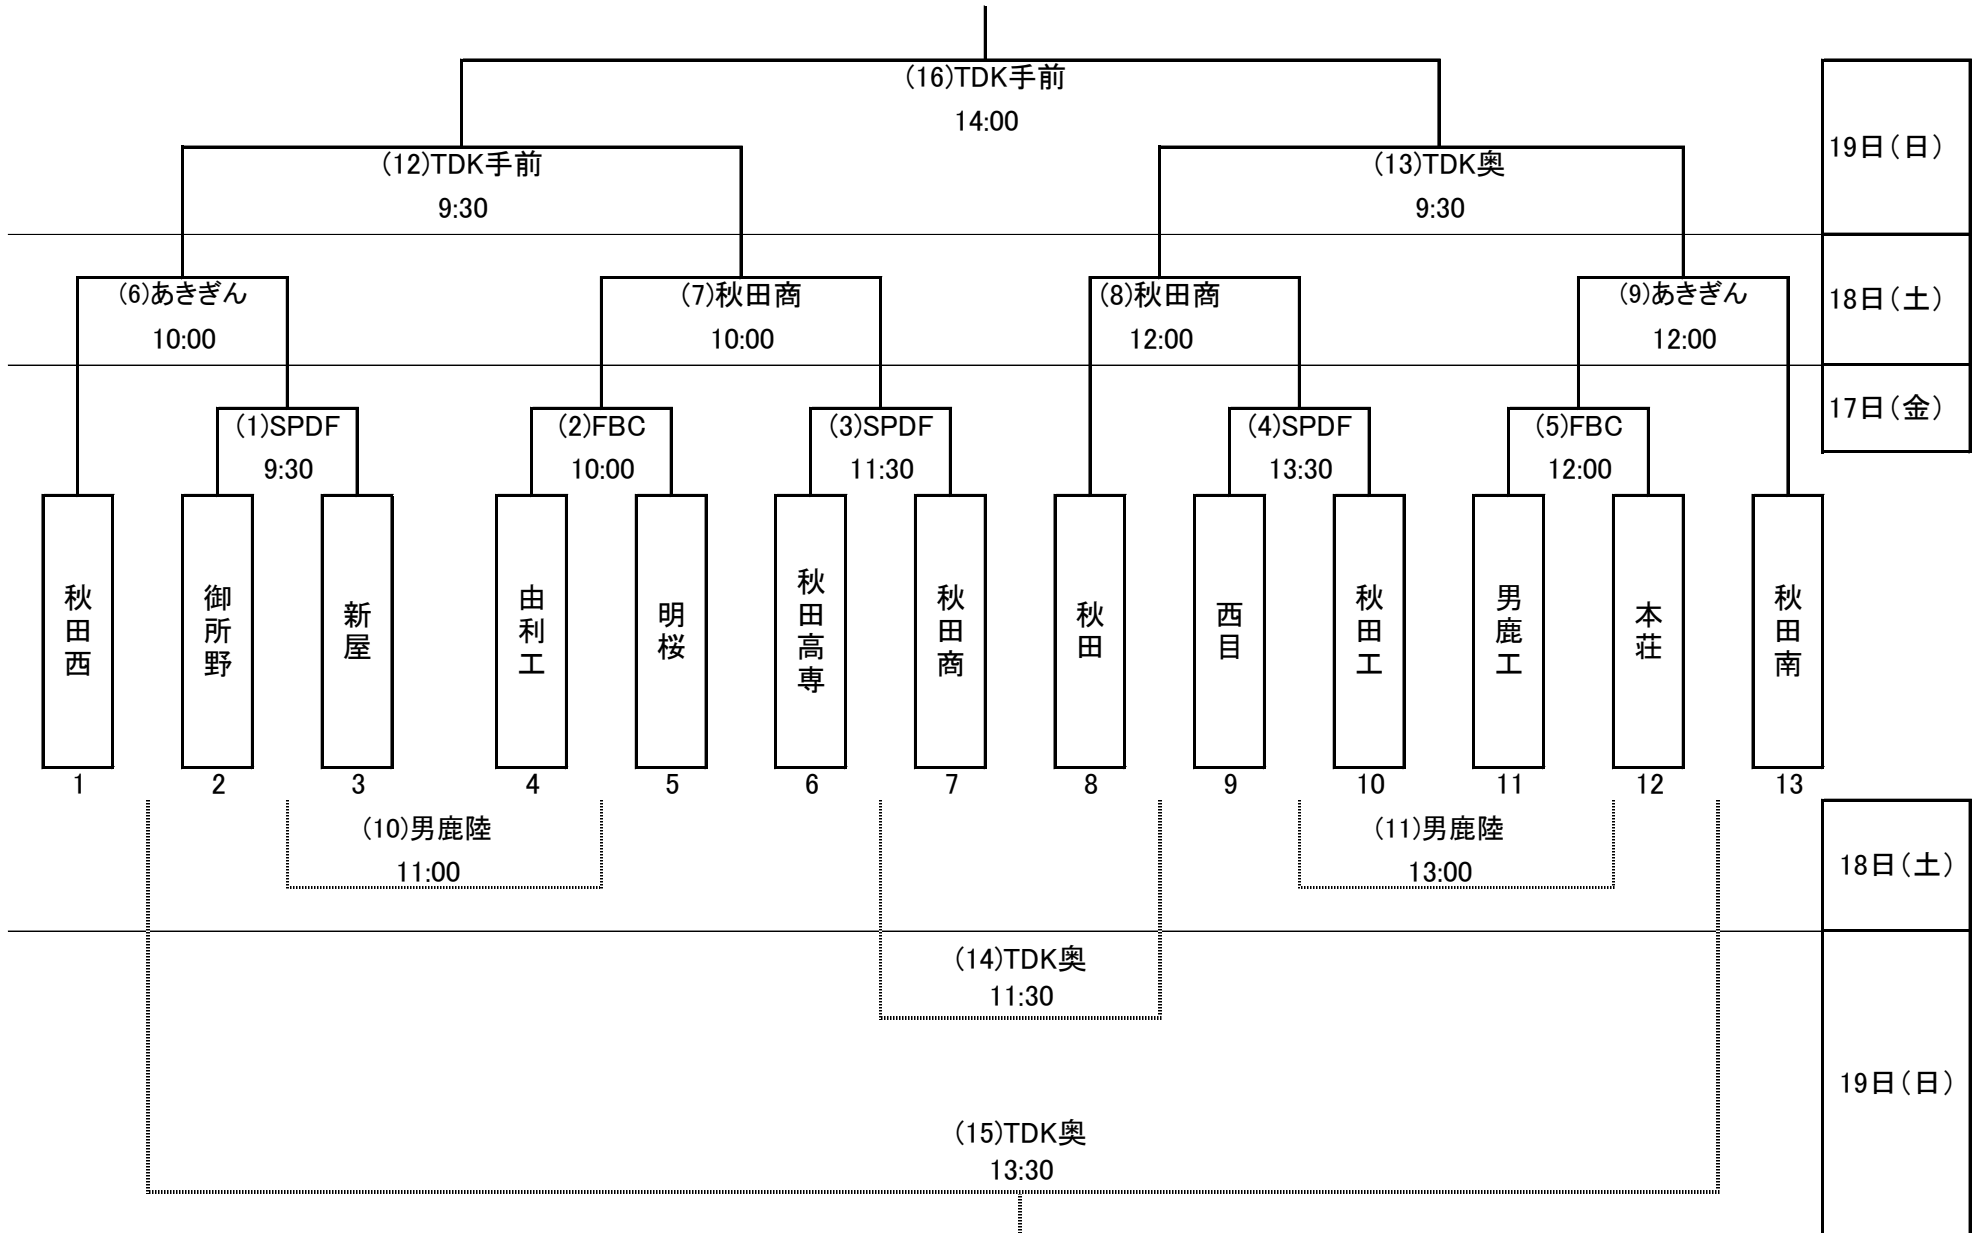 (16)TDK手前
14:00
19日(日)
(12)TDK手前
9:30
(13)TDK奥
9:30
18日(土)
(6)あきぎん
10:00
(7)秋田商
10:00
(8)秋田商
12:00
(9)あきぎん
12:00
17日(金)
(1)SPDF
9:30
(2)FBC
10:00
(3)SPDF
11:30
(4)SPDF
13:30
(5)FBC
12:00
秋田西
御所野
新屋
由利工
明桜
秋田高専
秋田商
秋田
西目
秋田工
男鹿工
本荘
秋田南
1 2 3 4 5 6 7 8 9 10 11 12 13
(10)男鹿陸
11:00
(11)男鹿陸
13:00
18日(土)
(14)TDK奥
11:30
19日(日)
(15)TDK奥
13:30